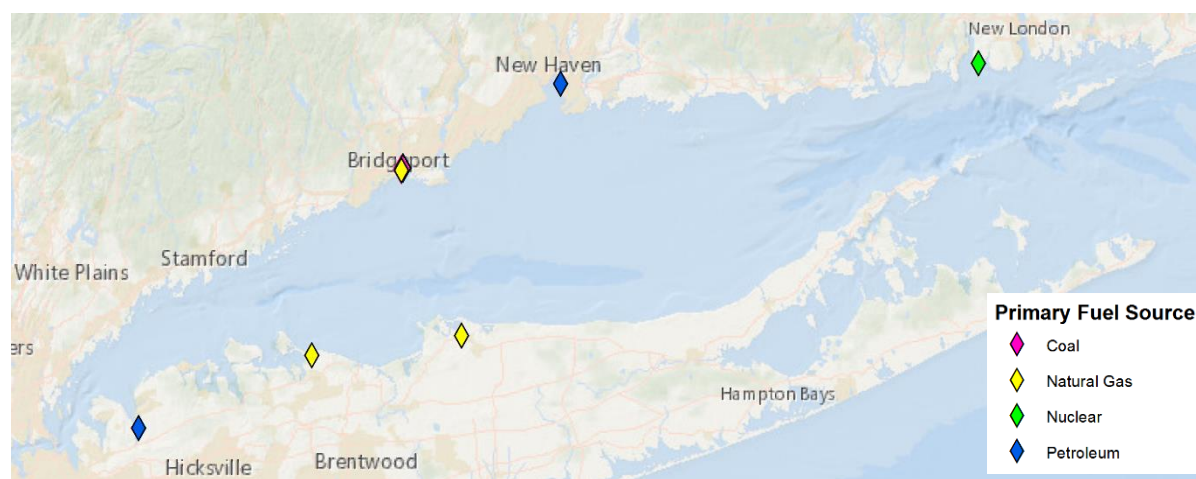 New London
New Haven
Bridgeport
Stamford
White Plains
ers
Hampton Bays
Brentwood
Hicksville
Primary Fuel Source
Coal
Natural Gas
Nuclear
Petroleum